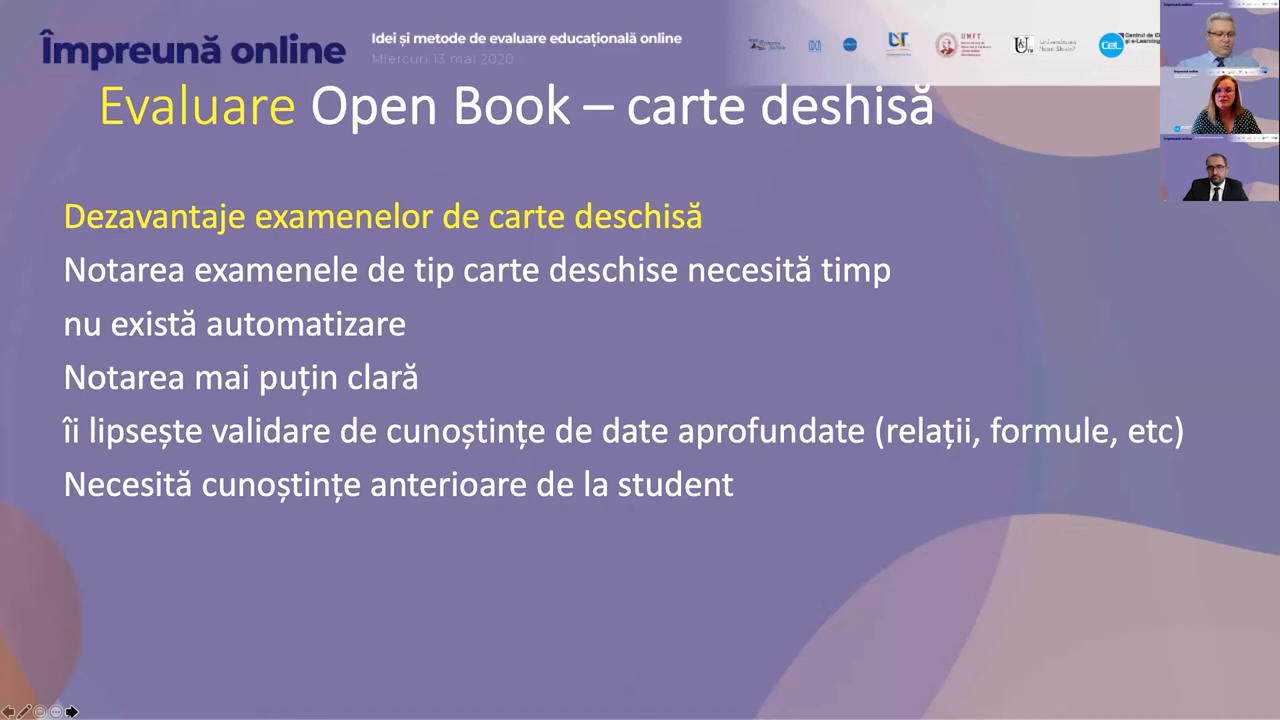 Împreună online
Idei și metode de evaluare educațională online
Miercuri 13 mai 2020
UMFT
Evaluare Open Book – carte deshisă
Dezavantaje examenelor de carte deschisă
Notarea examenele de tip carte deschise necesită timp
nu există automatizare
Notarea mai puțin clară
îi lipsește validare de cunoștințe de date aprofundate (relații, formule, etc)
Necesită cunoștințe anterioare de la student